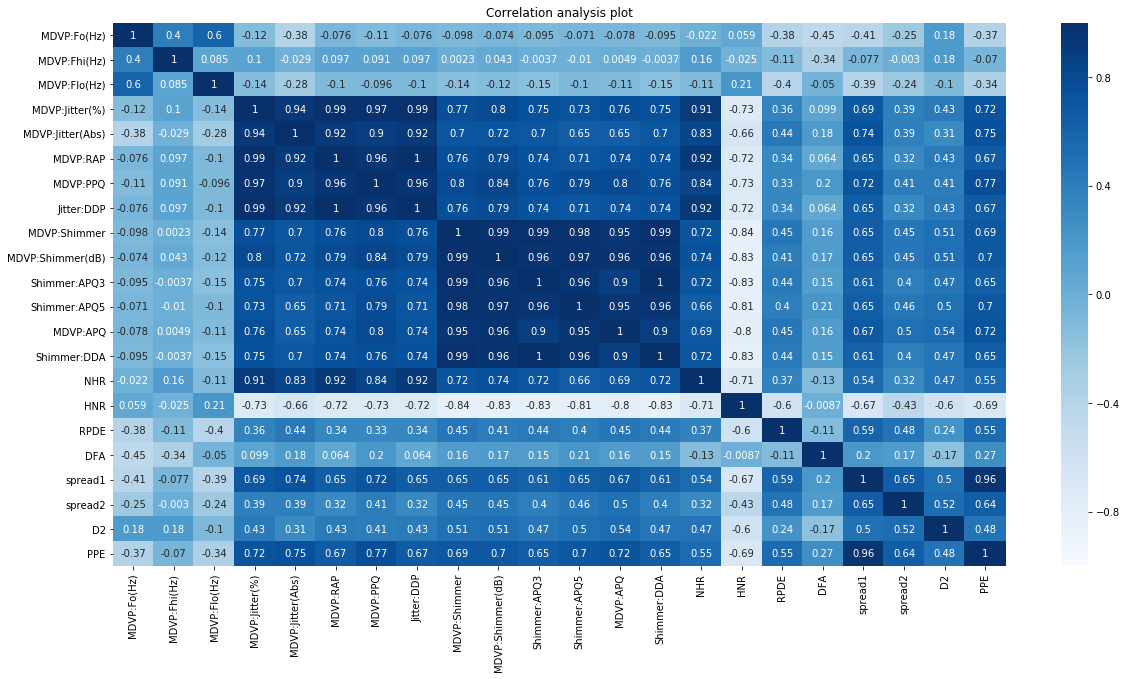 Correlation analysis plot
MDVP:Fo(Hz) 1 0.4 0.6 -0.12 -0.38 -0.076 -0.11 -0.076 -0.098 -0.074 -0.095 -0.071 -0.078 -0.095 -0.022 0.059 -0.38 -0.45 -0.41 -0.25 0.18 -0.37
MDVP:Fhi(Hz) 0.4 1 0.085 0.1 -0.029 0.097 0.091 0.097 0.0023 0.043 -0.0037 -0.01 0.0049 -0.0037 0.16 -0.025 -0.11 -0.34 -0.077 -0.003 0.18 -0.07
MDVP:Flo(Hz) 0.6 0.085 1 -0.14 -0.28 -0.1 -0.096 -0.1 -0.14 -0.12 -0.15 -0.1 -0.11 -0.15 -0.11 0.21 -0.4 -0.05 -0.39 -0.24 -0.1 -0.34
MDVP:Jitter(%) -0.12 0.1 -0.14 1 0.94 0.99 0.97 0.99 0.77 0.8 0.75 0.73 0.76 0.75 0.91 -0.73 0.36 0.099 0.69 0.39 0.43 0.72
MDVP:Jitter(Abs) -0.38 -0.029 -0.28 0.94 1 0.92 0.9 0.92 0.7 0.72 0.7 0.65 0.65 0.7 0.83 -0.66 0.44 0.18 0.74 0.39 0.31 0.75
MDVP:RAP -0.076 0.097 -0.1 0.99 0.92 1 0.96 1 0.76 0.79 0.74 0.71 0.74 0.74 0.92 -0.72 0.34 0.064 0.65 0.32 0.43 0.67
MDVP:PPQ -0.11 0.091 -0.096 0.97 0.9 0.96 1 0.96 0.8 0.84 0.76 0.79 0.8 0.76 0.84 -0.73 0.33 0.2 0.72 0.41 0.41 0.77
Jitter:DDP -0.076 0.097 -0.1 0.99 0.92 1 0.96 1 0.76 0.79 0.74 0.71 0.74 0.74 0.92 -0.72 0.34 0.064 0.65 0.32 0.43 0.67
MDVP:Shimmer -0.098 0.0023 -0.14 0.77 0.7 0.76 0.8 0.76 1 0.99 0.99 0.98 0.95 0.99 0.72 -0.84 0.45 0.16 0.65 0.45 0.51 0.69
MDVP:Shimmer(dB) -0.074 0.043 -0.12 0.8 0.72 0.79 0.84 0.79 0.99 1 0.96 0.97 0.96 0.96 0.74 -0.83 0.41 0.17 0.65 0.45 0.51 0.7
Shimmer:APQ3 -0.095 -0.0037 -0.15 0.75 0.7 0.74 0.76 0.74 0.99 0.96 1 0.96 0.9 1 0.72 -0.83 0.44 0.15 0.61 0.4 0.47 0.65
Shimmer:APQ5 -0.071 -0.01 -0.1 0.73 0.65 0.71 0.79 0.71 0.98 0.97 0.96 1 0.95 0.96 0.66 -0.81 0.4 0.21 0.65 0.46 0.5 0.7
MDVP:APQ -0.078 0.0049 -0.11 0.76 0.65 0.74 0.8 0.74 0.95 0.96 0.9 0.95 1 0.9 0.69 -0.8 0.45 0.16 0.67 0.5 0.54 0.72
Shimmer:DDA -0.095 -0.0037 -0.15 0.75 0.7 0.74 0.76 0.74 0.99 0.96 1 0.96 0.9 1 0.72 -0.83 0.44 0.15 0.61 0.4 0.47 0.65
NHR -0.022 0.16 -0.11 0.91 0.83 0.92 0.84 0.92 0.72 0.74 0.72 0.66 0.69 0.72 1 -0.71 0.37 -0.13 0.54 0.32 0.47 0.55
HNR 0.059 -0.025 0.21 -0.73 -0.66 -0.72 -0.73 -0.72 -0.84 -0.83 -0.83 -0.81 -0.8 -0.83 -0.71 1 -0.6 -0.0087 -0.67 -0.43 -0.6 -0.69
RPDE -0.38 -0.11 -0.4 0.36 0.44 0.34 0.33 0.34 0.45 0.41 0.44 0.4 0.45 0.44 0.37 -0.6 1 -0.11 0.59 0.48 0.24 0.55
DFA -0.45 -0.34 -0.05 0.099 0.18 0.064 0.2 0.064 0.16 0.17 0.15 0.21 0.16 0.15 -0.13 -0.0087 -0.11 1 0.2 0.17 -0.17 0.27
spread1 -0.41 -0.077 -0.39 0.69 0.74 0.65 0.72 0.65 0.65 0.65 0.61 0.65 0.67 0.61 0.54 -0.67 0.59 0.2 1 0.65 0.5 0.96
spread2 -0.25 -0.003 -0.24 0.39 0.39 0.32 0.41 0.32 0.45 0.45 0.4 0.46 0.5 0.4 0.32 -0.43 0.48 0.17 0.65 1 0.52 0.64
D2 0.18 0.18 -0.1 0.43 0.31 0.43 0.41 0.43 0.51 0.51 0.47 0.5 0.54 0.47 0.47 -0.6 0.24 -0.17 0.5 0.52 1 0.48
PPE -0.37 -0.07 -0.34 0.72 0.75 0.67 0.77 0.67 0.69 0.7 0.65 0.7 0.72 0.65 0.55 -0.69 0.55 0.27 0.96 0.64 0.48 1
MDVP:Fo(Hz)
MDVP:Fhi(Hz)
MDVP:Flo(Hz)
MDVP:Jitter(%)
MDVP:Jitter(Abs)
MDVP:RAP
MDVP:PPQ
Jitter:DDP
MDVP:Shimmer
MDVP:Shimmer(dB)
Shimmer:APQ3
Shimmer:APQ5
MDVP:APQ
Shimmer:DDA
NHR
HNR
RPDE
DFA
spread1
spread2
D2
PPE
0.8
0.4
0.0
−0.4
−0.8